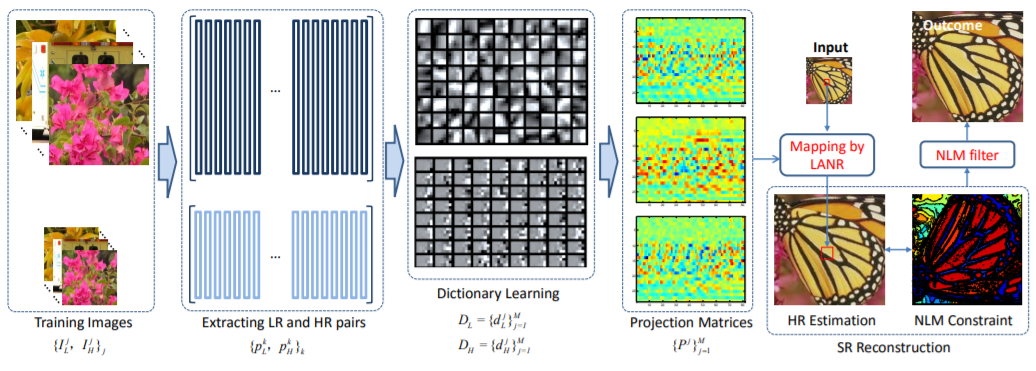 Training Images
{I_L^j, I_H^j}_j
Extracting LR and HR pairs
{p_L^k, p_H^k}_k
...
...
Dictionary Learning
D_L = {d_L^j}_{j=1}^M
D_H = {d_H^j}_{j=1}^M
Projection Matrices
{P^j}_{j=1}^M
Input
Mapping by
LANR
Outcome
NLM filter
HR Estimation
NLM Constraint
SR Reconstruction